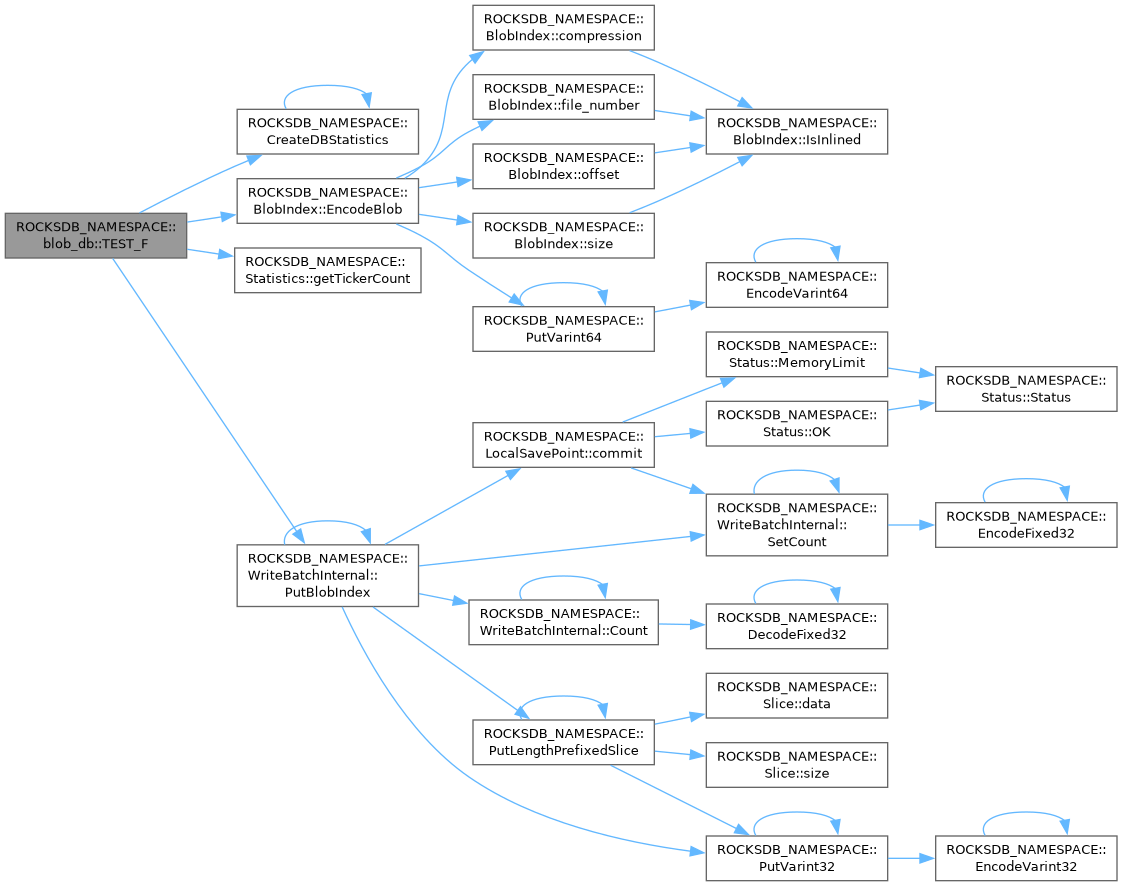 ROCKSDB_NAMESPACE::
blob_db::TEST_F
ROCKSDB_NAMESPACE::
CreateDBStatistics
ROCKSDB_NAMESPACE::
BlobIndex::EncodeBlob
ROCKSDB_NAMESPACE::
Statistics::getTickerCount
ROCKSDB_NAMESPACE::
WriteBatchInternal::
PutBlobIndex
ROCKSDB_NAMESPACE::
BlobIndex::compression
ROCKSDB_NAMESPACE::
BlobIndex::file_number
ROCKSDB_NAMESPACE::
BlobIndex::offset
ROCKSDB_NAMESPACE::
BlobIndex::size
ROCKSDB_NAMESPACE::
PutVarint64
ROCKSDB_NAMESPACE::
LocalSavePoint::commit
ROCKSDB_NAMESPACE::
WriteBatchInternal::Count
ROCKSDB_NAMESPACE::
PutLengthPrefixedSlice
ROCKSDB_NAMESPACE::
BlobIndex::IsInlined
ROCKSDB_NAMESPACE::
EncodeVarint64
ROCKSDB_NAMESPACE::
Status::MemoryLimit
ROCKSDB_NAMESPACE::
Status::OK
ROCKSDB_NAMESPACE::
WriteBatchInternal::
SetCount
ROCKSDB_NAMESPACE::
DecodeFixed32
ROCKSDB_NAMESPACE::
Slice::data
ROCKSDB_NAMESPACE::
Slice::size
ROCKSDB_NAMESPACE::
PutVarint32
ROCKSDB_NAMESPACE::
Status::Status
ROCKSDB_NAMESPACE::
EncodeFixed32
ROCKSDB_NAMESPACE::
EncodeVarint32